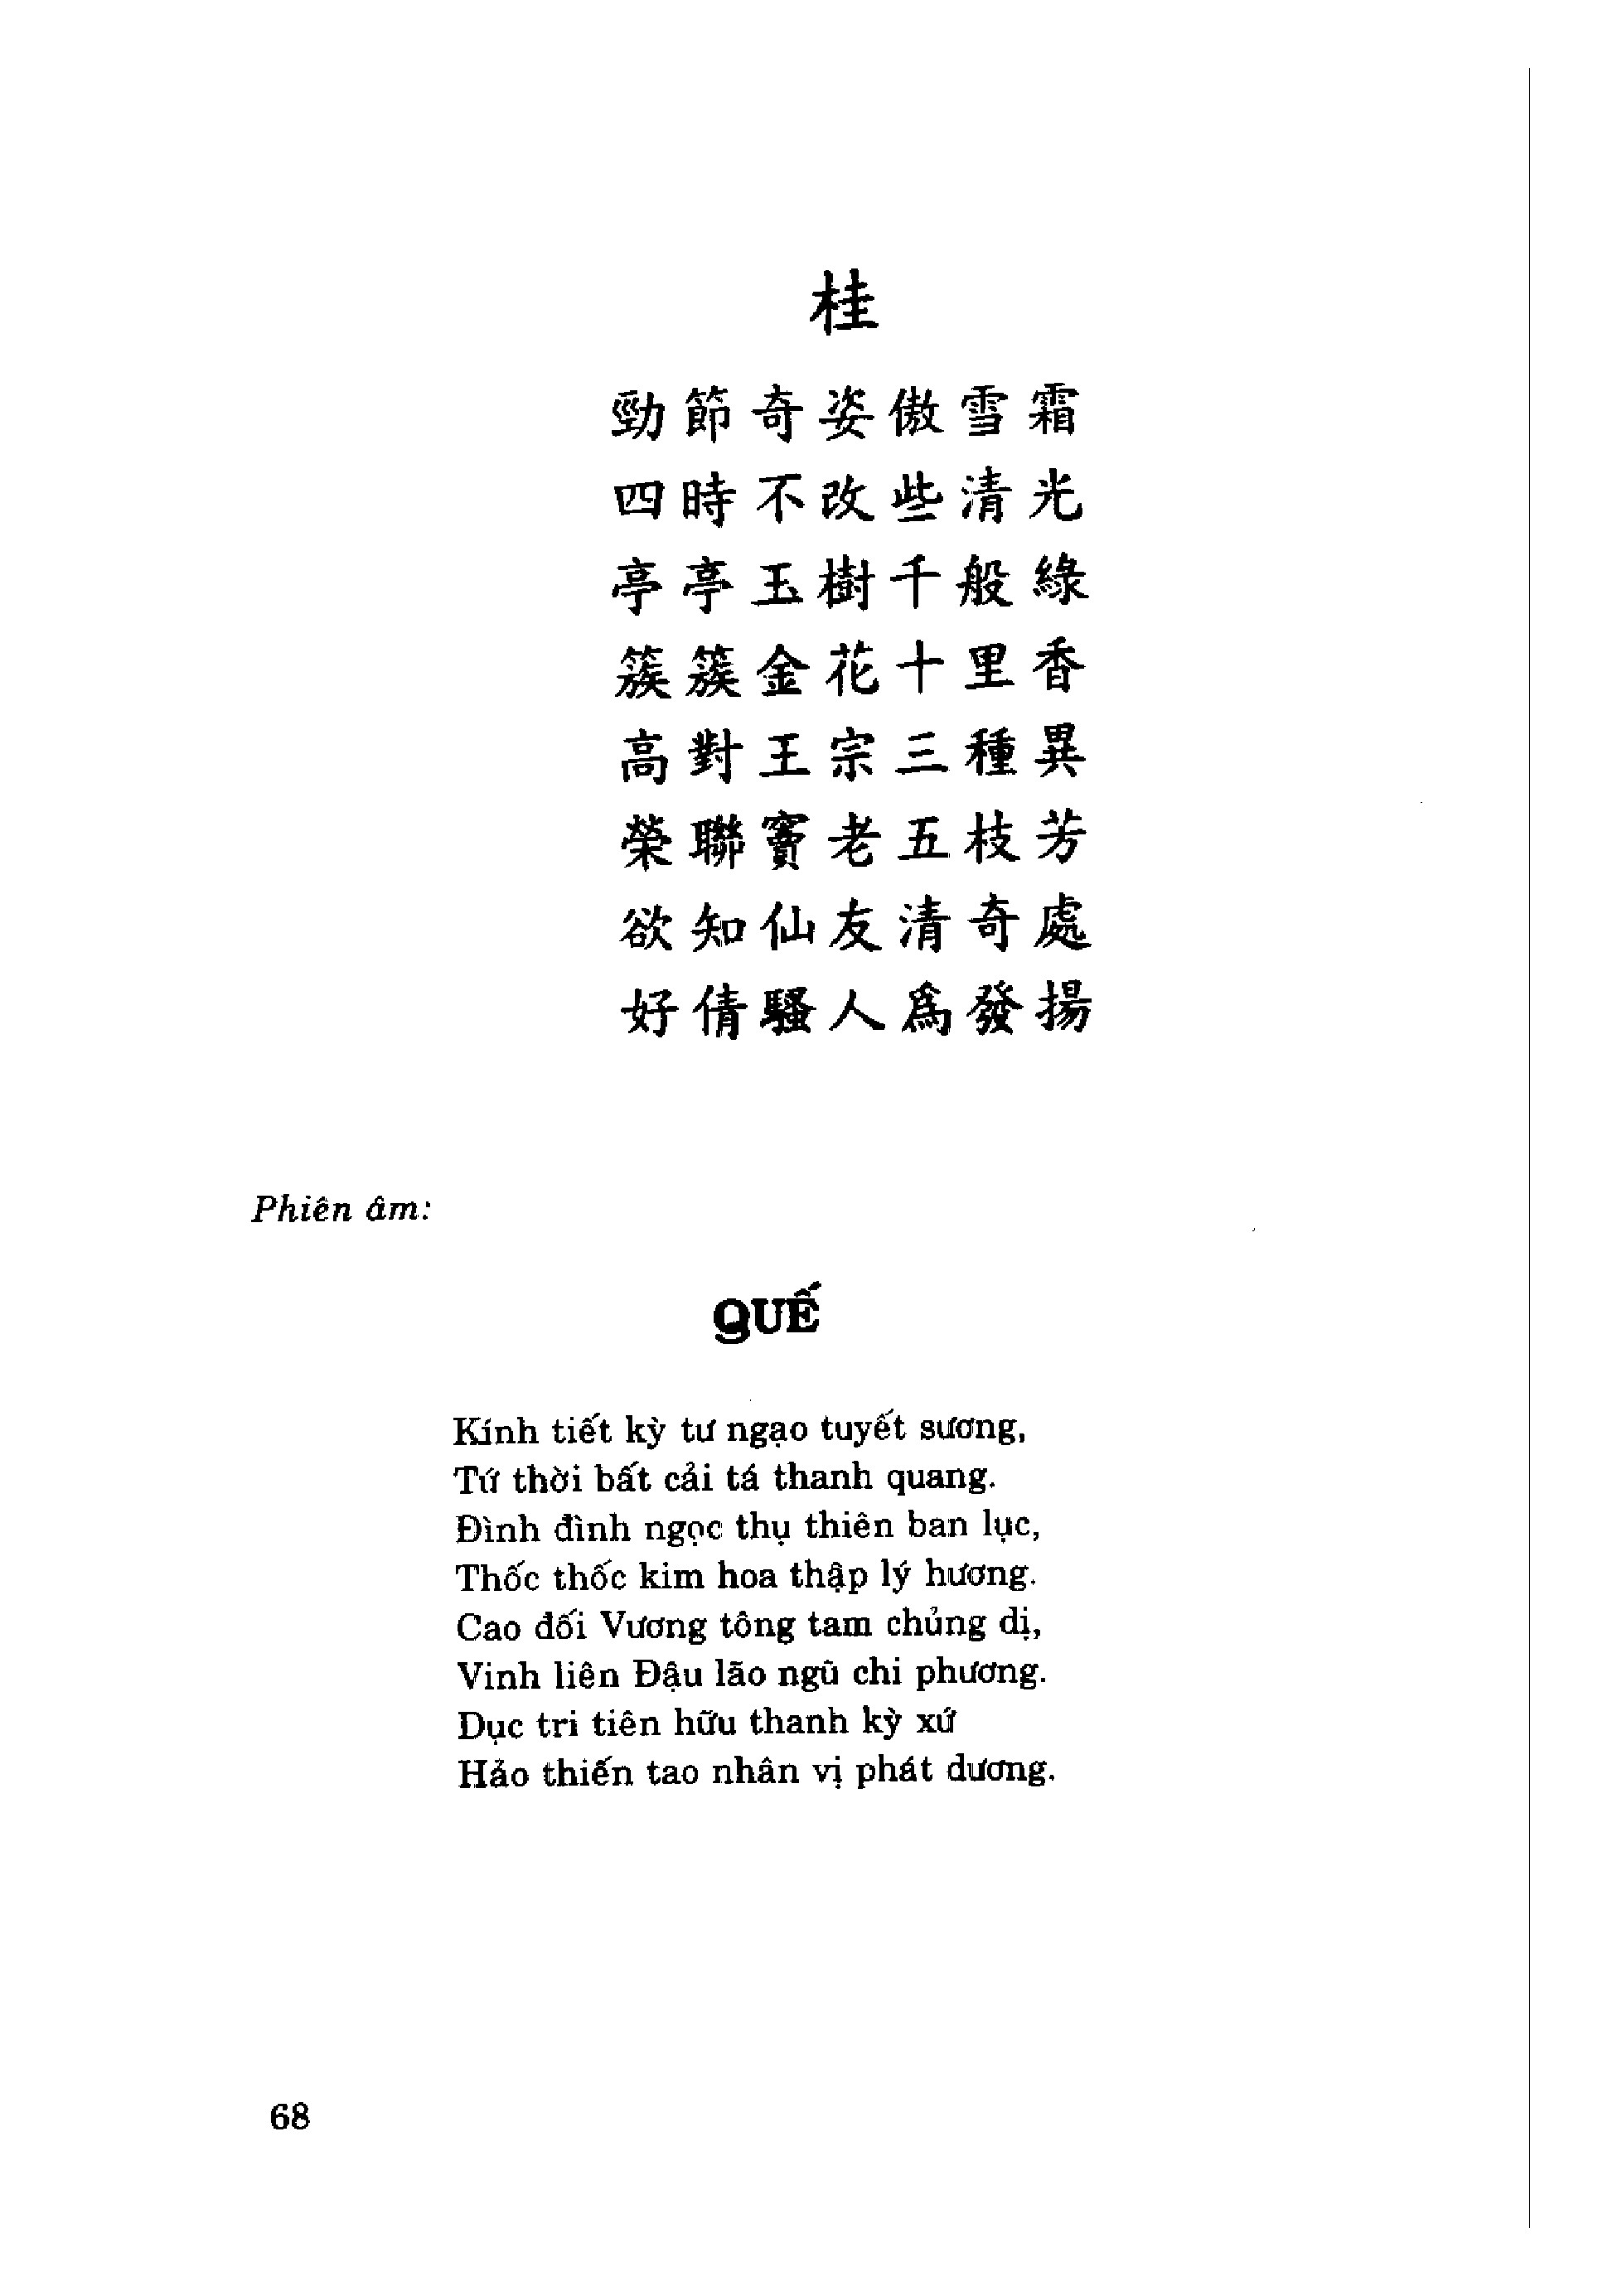 桂
勁節奇姿傲雪霜
四時不改些清光
亭亭玉樹千般綠
簇簇金花十里香
高對王宗三種異
榮聯竇老五枝芳
欲知仙友清奇處
好倩騷人爲發揚
Phiên âm:
QUẾ
Kính tiết kỳ tư ngạo tuyết sương,
Tứ thời bất cải tá thanh quang.
Đình đình ngọc thụ thiên ban lục,
Thốc thốc kim hoa thập lý hương.
Cao đối Vương tông tam chủng dị,
Vinh liên Đậu lão ngũ chi phương.
Dục tri tiên hữu thanh kỳ xứ
Hảo thiến tao nhân vị phát dương.
68